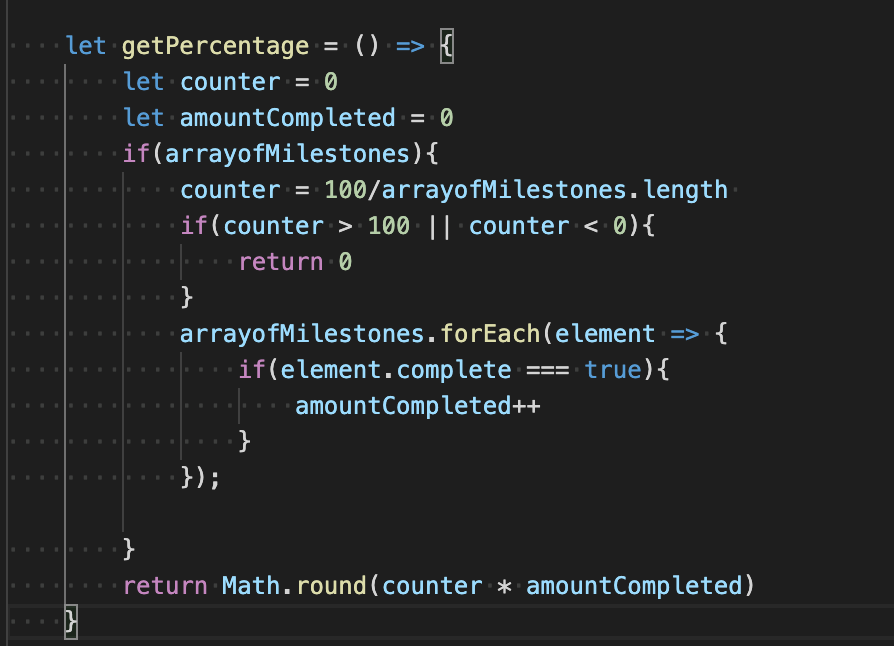 let getPercentage = () => {
let counter = 0
let amountCompleted = 0
if(arrayofMilestones){
counter = 100/arrayofMilestones.length
if(counter > 100 || counter < 0){
return 0
}
arrayofMilestones.forEach(element => {
if(element.complete === true){
amountCompleted++
}
});
}
return Math.round(counter * amountCompleted)
}